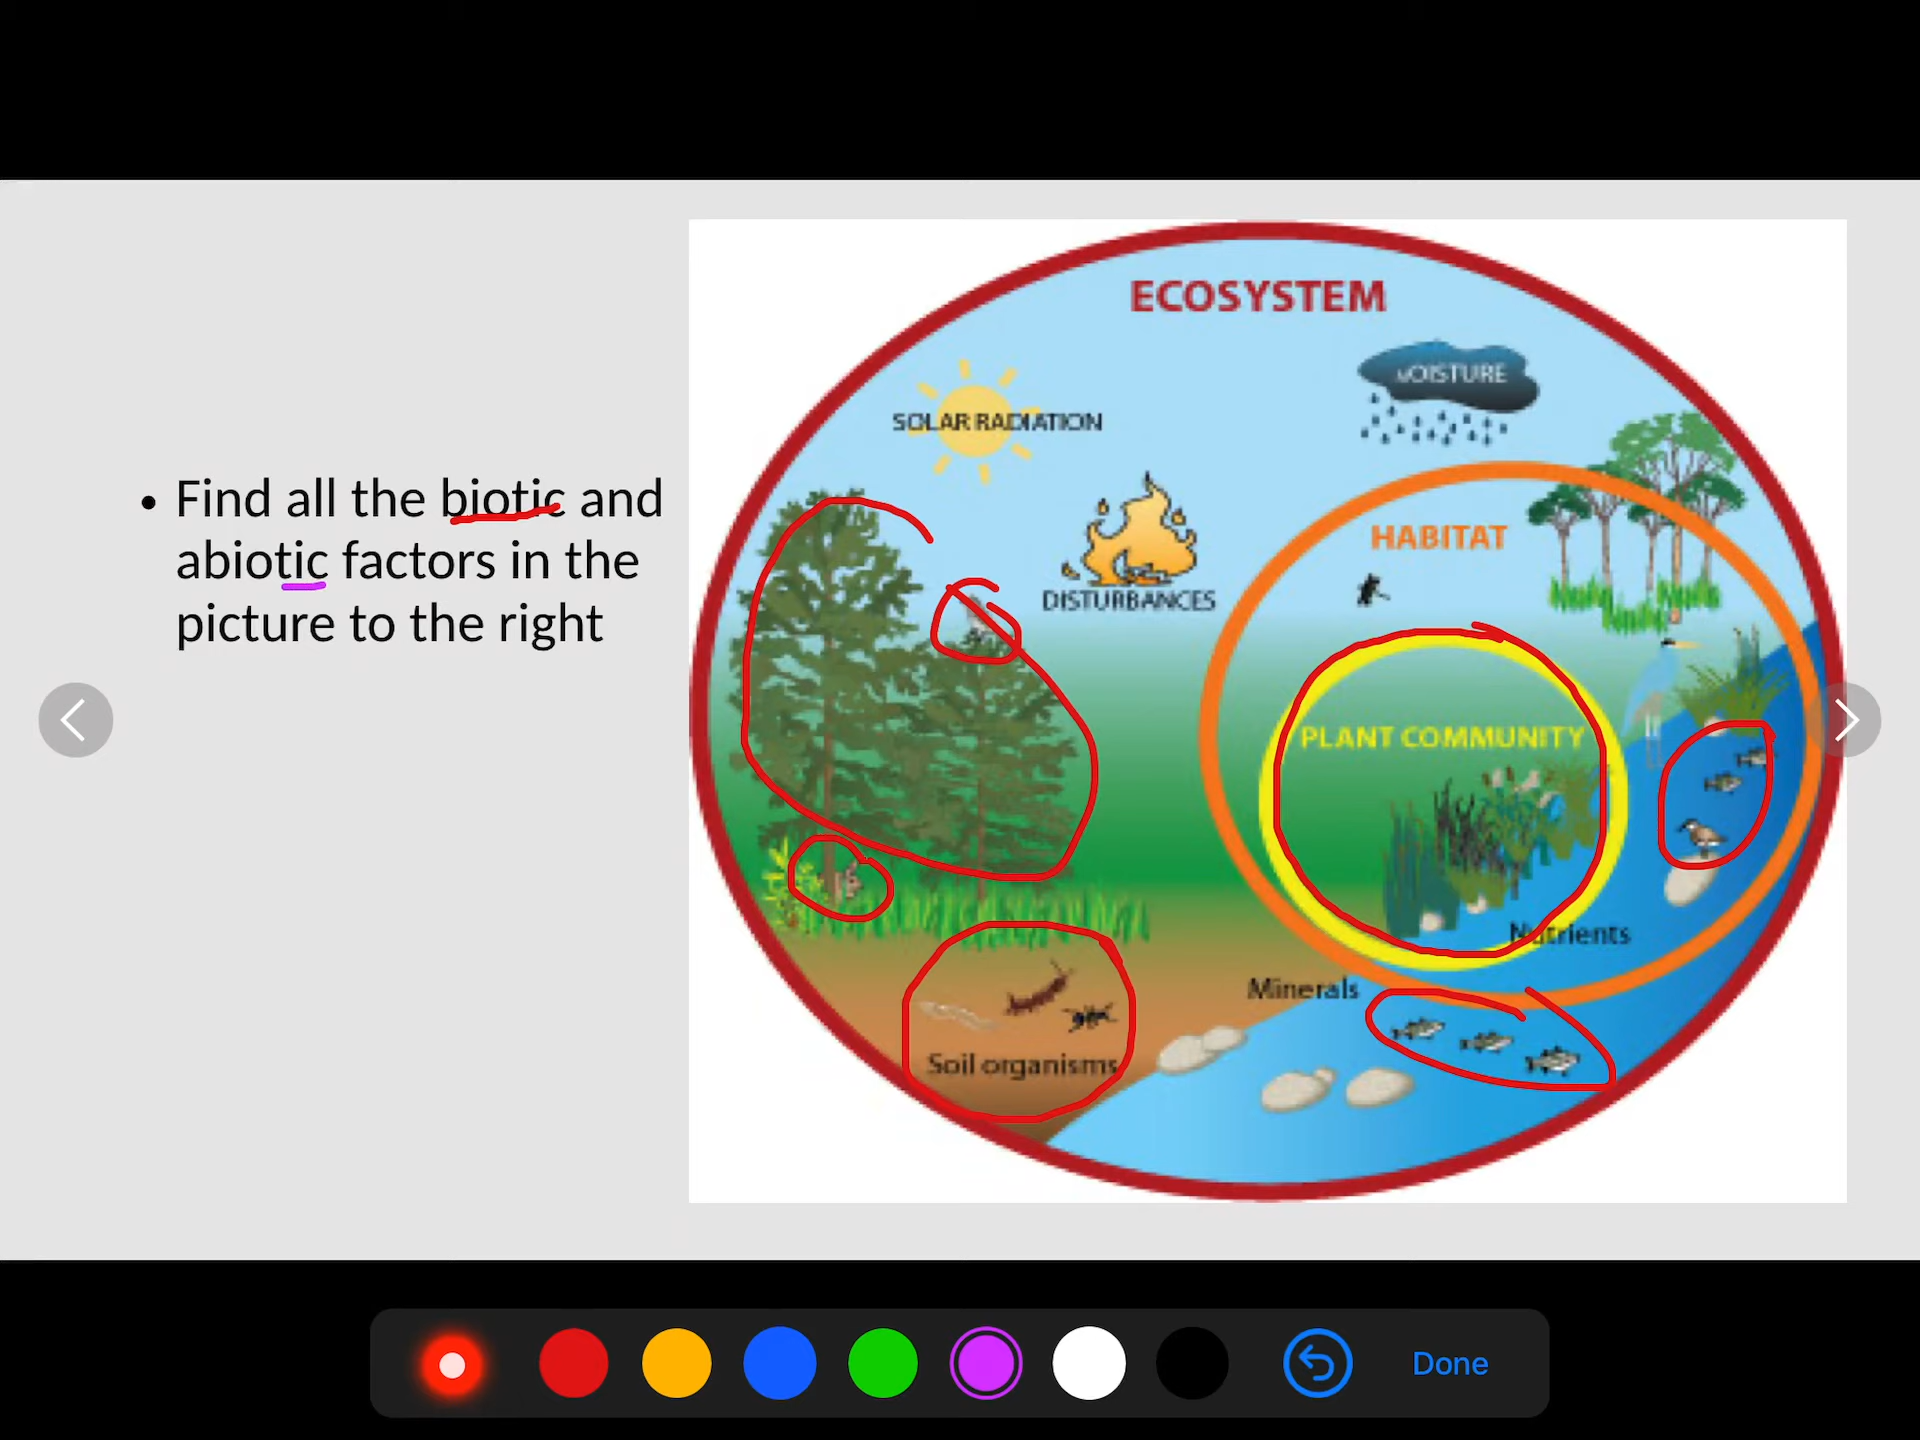 • Find all the biotic and
abiotic factors in the
picture to the right
ECOSYSTEM
MOISTURE
SOLAR RADIATION
HABITAT
DISTURBANCES
PLANT COMMUNITY
Nutrients
Minerals
Soil organisms
Done